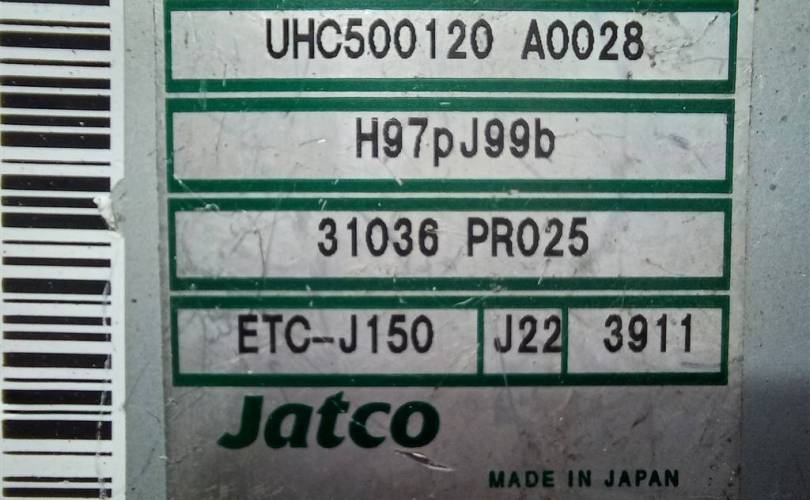 UHC500120 A0028
H97pJ99b
31036 PR025
ETC-J150 J22 3911
Jatco
MADE IN JAPAN